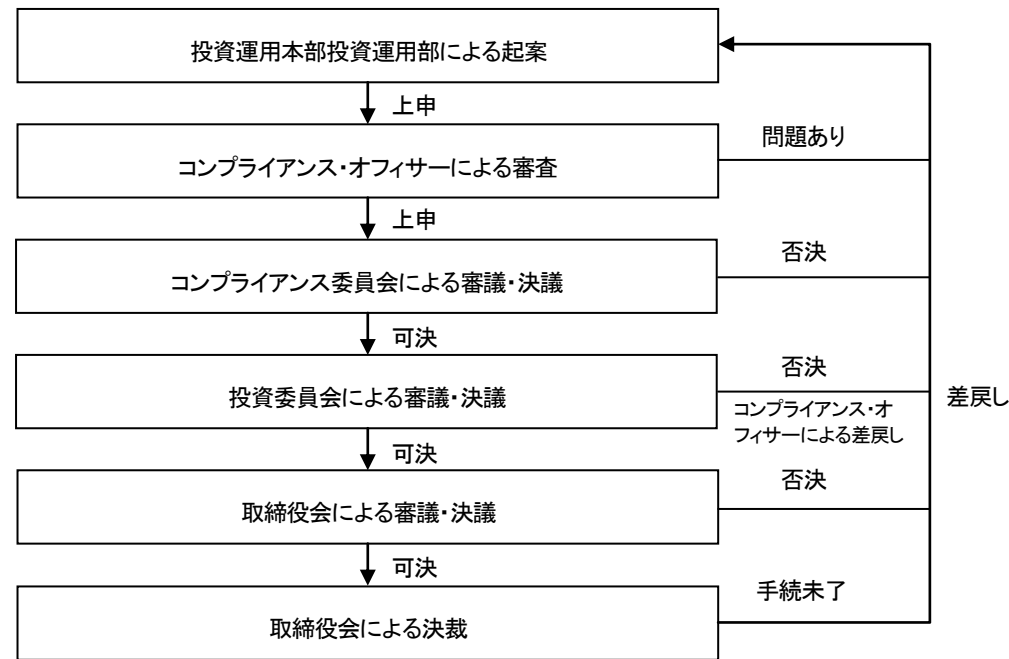 投資運用本部投資運用部による起案
上申
問題あり
コンプライアンス・オフィサーによる審査
上申
否決
コンプライアンス委員会による審議・決議
可決
否決
投資委員会による審議・決議
差戻し
コンプライアンス・オ
フィサーによる差戻し
可決
否決
取締役会による審議・決議
可決
手続未了
取締役会による決裁